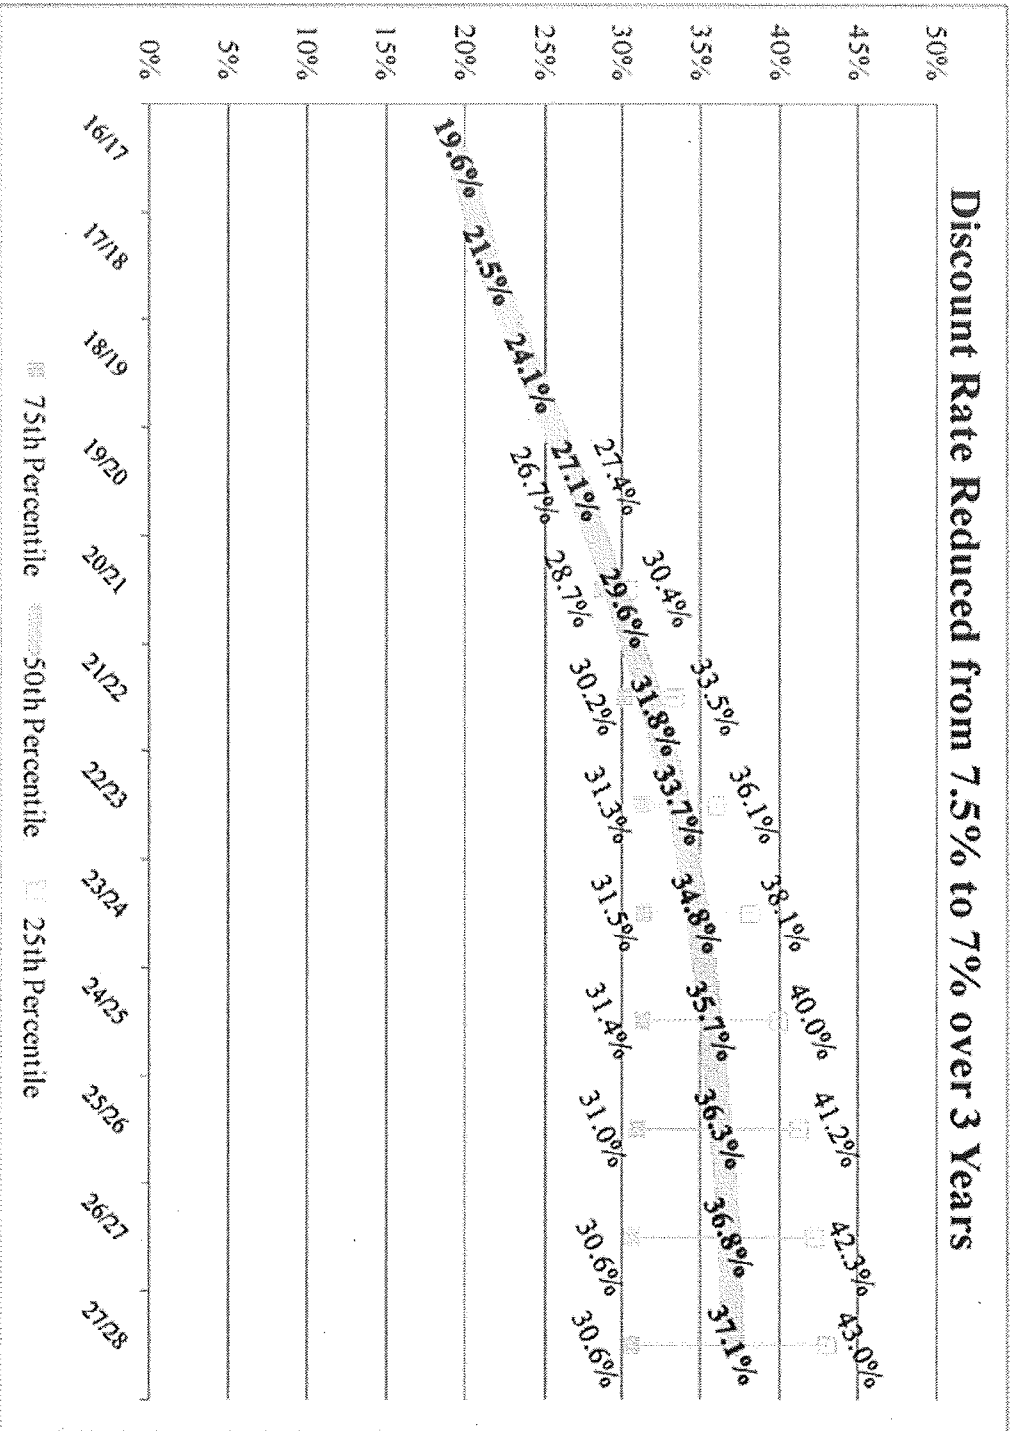 Discount Rate Reduced from 7.5% to 7% over 3 Years
50%
45%
40%
35%
30%
25%
20%
15%
10%
5%
0%
27.4% 30.4% 33.5% 36.1% 38.1% 40.0% 41.2% 42.3% 43.0%
19.6% 21.5% 24.1% 27.1% 29.6% 31.8% 33.7% 34.8% 35.7% 36.3% 36.8% 37.1%
26.7% 28.7% 30.2% 31.3% 31.5% 31.4% 31.0% 30.6% 30.6%
16/17 17/18 18/19 19/20 20/21 21/22 22/23 23/24 24/25 25/26 26/27 27/28
75th Percentile 50th Percentile 25th Percentile